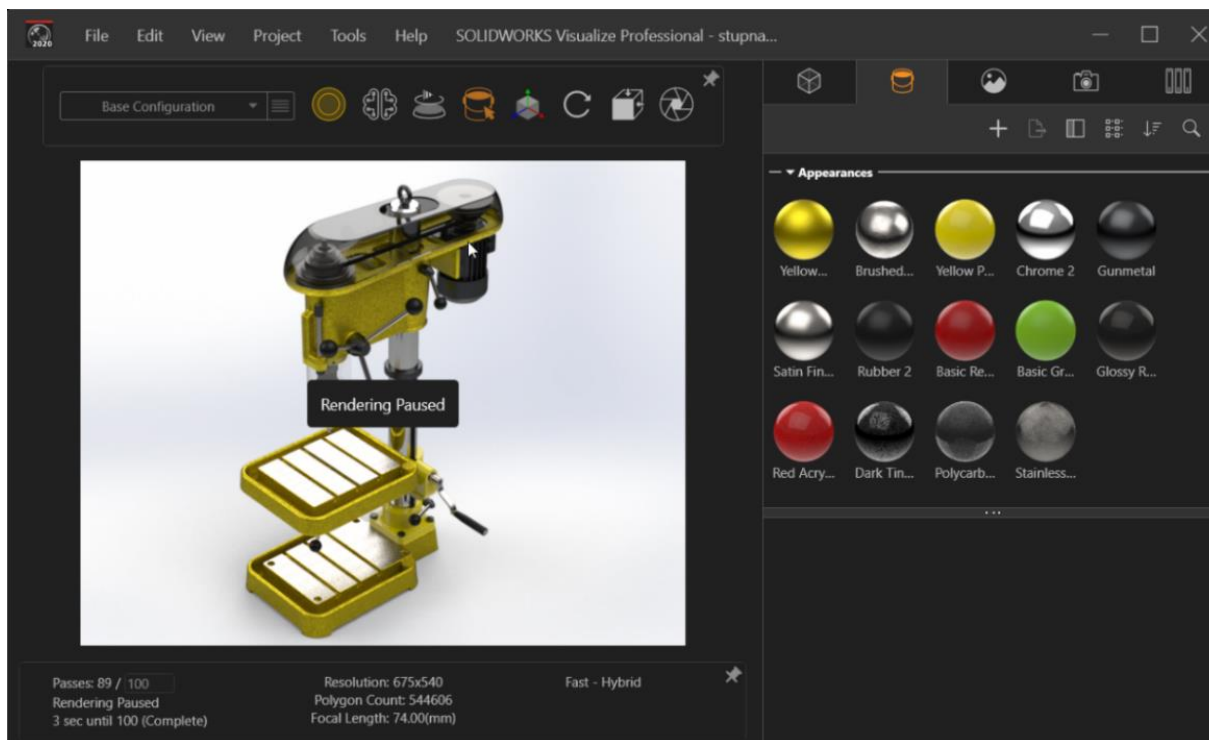 2020
File Edit View Project Tools Help SOLIDWORKS Visualize Professional - stupna...
Base Configuration
Appearances
Yellow... Brushed... Yellow P... Chrome 2 Gunmetal
Satin Fin... Rubber 2 Basic Re... Basic Gr... Glossy R...
Red Acry... Dark Tin... Polycarb... Stainless...
Rendering Paused
Passes: 89 / 100
Rendering Paused
3 sec until 100 (Complete)
Resolution: 675x540
Polygon Count: 544606
Focal Length: 74.00(mm)
Fast - Hybrid